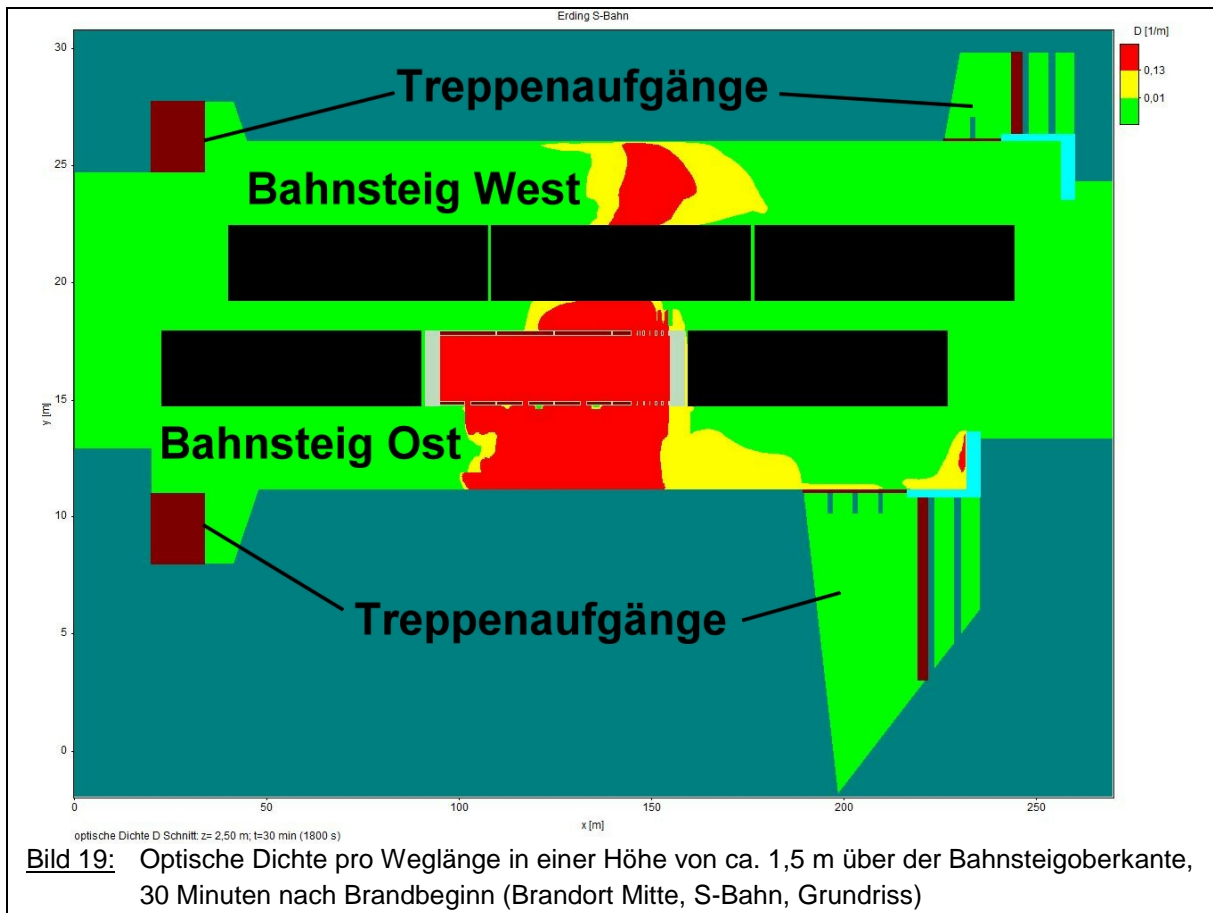 Erding S-Bahn
D [1/m]
0,13
0,01
30
25
20
15
10
5
0
y [m]
Treppenaufgänge
Bahnsteig West
Bahnsteig Ost
Treppenaufgänge
0
50
100
150
200
250
x [m]
optische Dichte D Schnitt: z= 2,50 m; t=30 min (1800 s)
Bild 19: Optische Dichte pro Weglänge in einer Höhe von ca. 1,5 m über der Bahnsteigoberkante,
30 Minuten nach Brandbeginn (Brandort Mitte, S-Bahn, Grundriss)